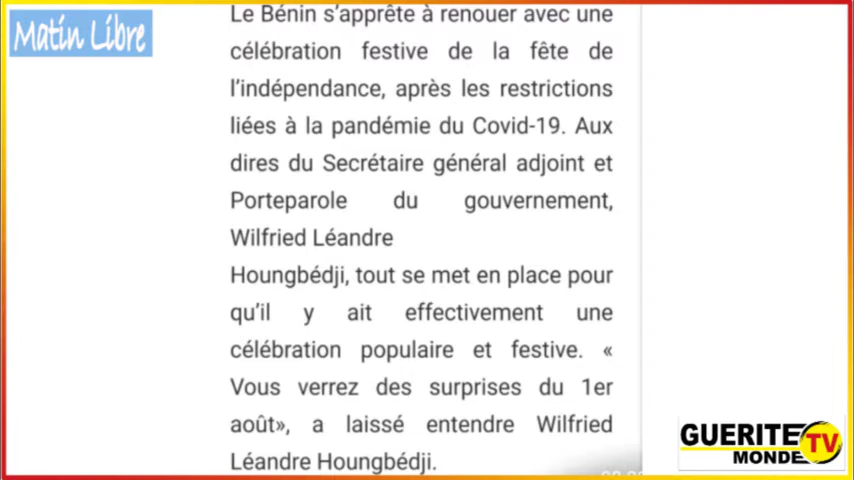 Matin Libre
Le Bénin s’apprête à renouer avec une
célébration festive de la fête de
l’indépendance, après les restrictions
liées à la pandémie du Covid-19. Aux
dires du Secrétaire général adjoint et
Porteparole du gouvernement,
Wilfried Léandre
Houngbédji, tout se met en place pour
qu’il y ait effectivement une
célébration populaire et festive. «
Vous verrez des surprises du 1er
août», a laissé entendre Wilfried
Léandre Houngbédji.
GUERITE TV
MONDE